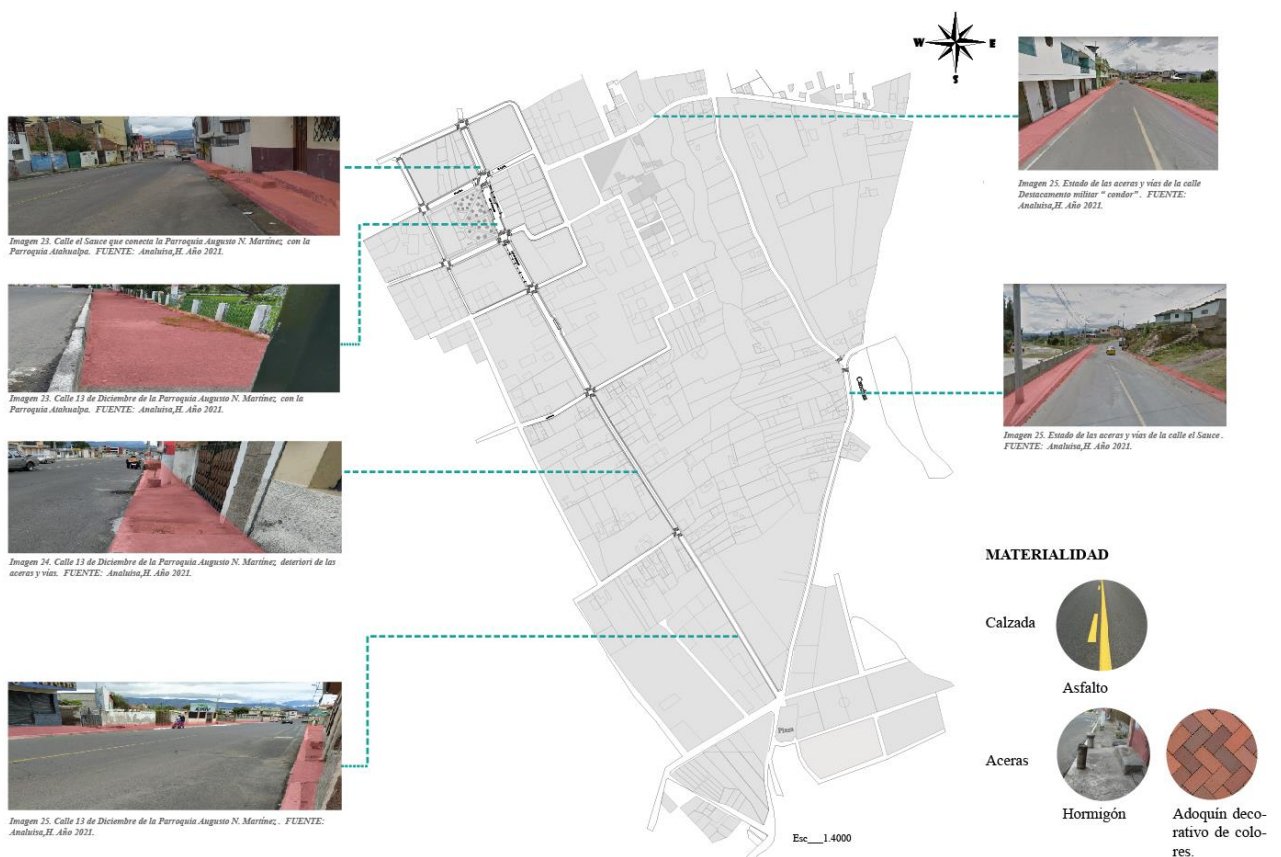 W E
S
Imagen 23. Calle el Sauce que conecta la Parroquia Augusto N. Martínez con la
Parroquia Atahualpa. FUENTE: Analuisa,H. Año 2021.
Imagen 23. Calle 13 de Diciembre de la Parroquia Augusto N. Martínez con la
Parroquia Atahualpa. FUENTE: Analuisa,H. Año 2021.
Imagen 24. Calle 13 de Diciembre de la Parroquia Augusto N. Martínez, deteriori de las
aceras y vías. FUENTE: Analuisa,H. Año 2021.
Imagen 25. Calle 13 de Diciembre de la Parroquia Augusto N. Martínez . FUENTE:
Analuisa,H. Año 2021.
Plaza
Esc___1.4000
Imagen 25. Estado de las aceras y vías de la calle
Destacamento militar " condor" . FUENTE:
Analuisa,H. Año 2021.
Imagen 25. Estado de las aceras y vías de la calle el Sauce .
FUENTE: Analuisa,H. Año 2021.
MATERIALIDAD
Calzada
Asfalto
Aceras
Hormigón
Adoquín deco-
rativo de colo-
res.